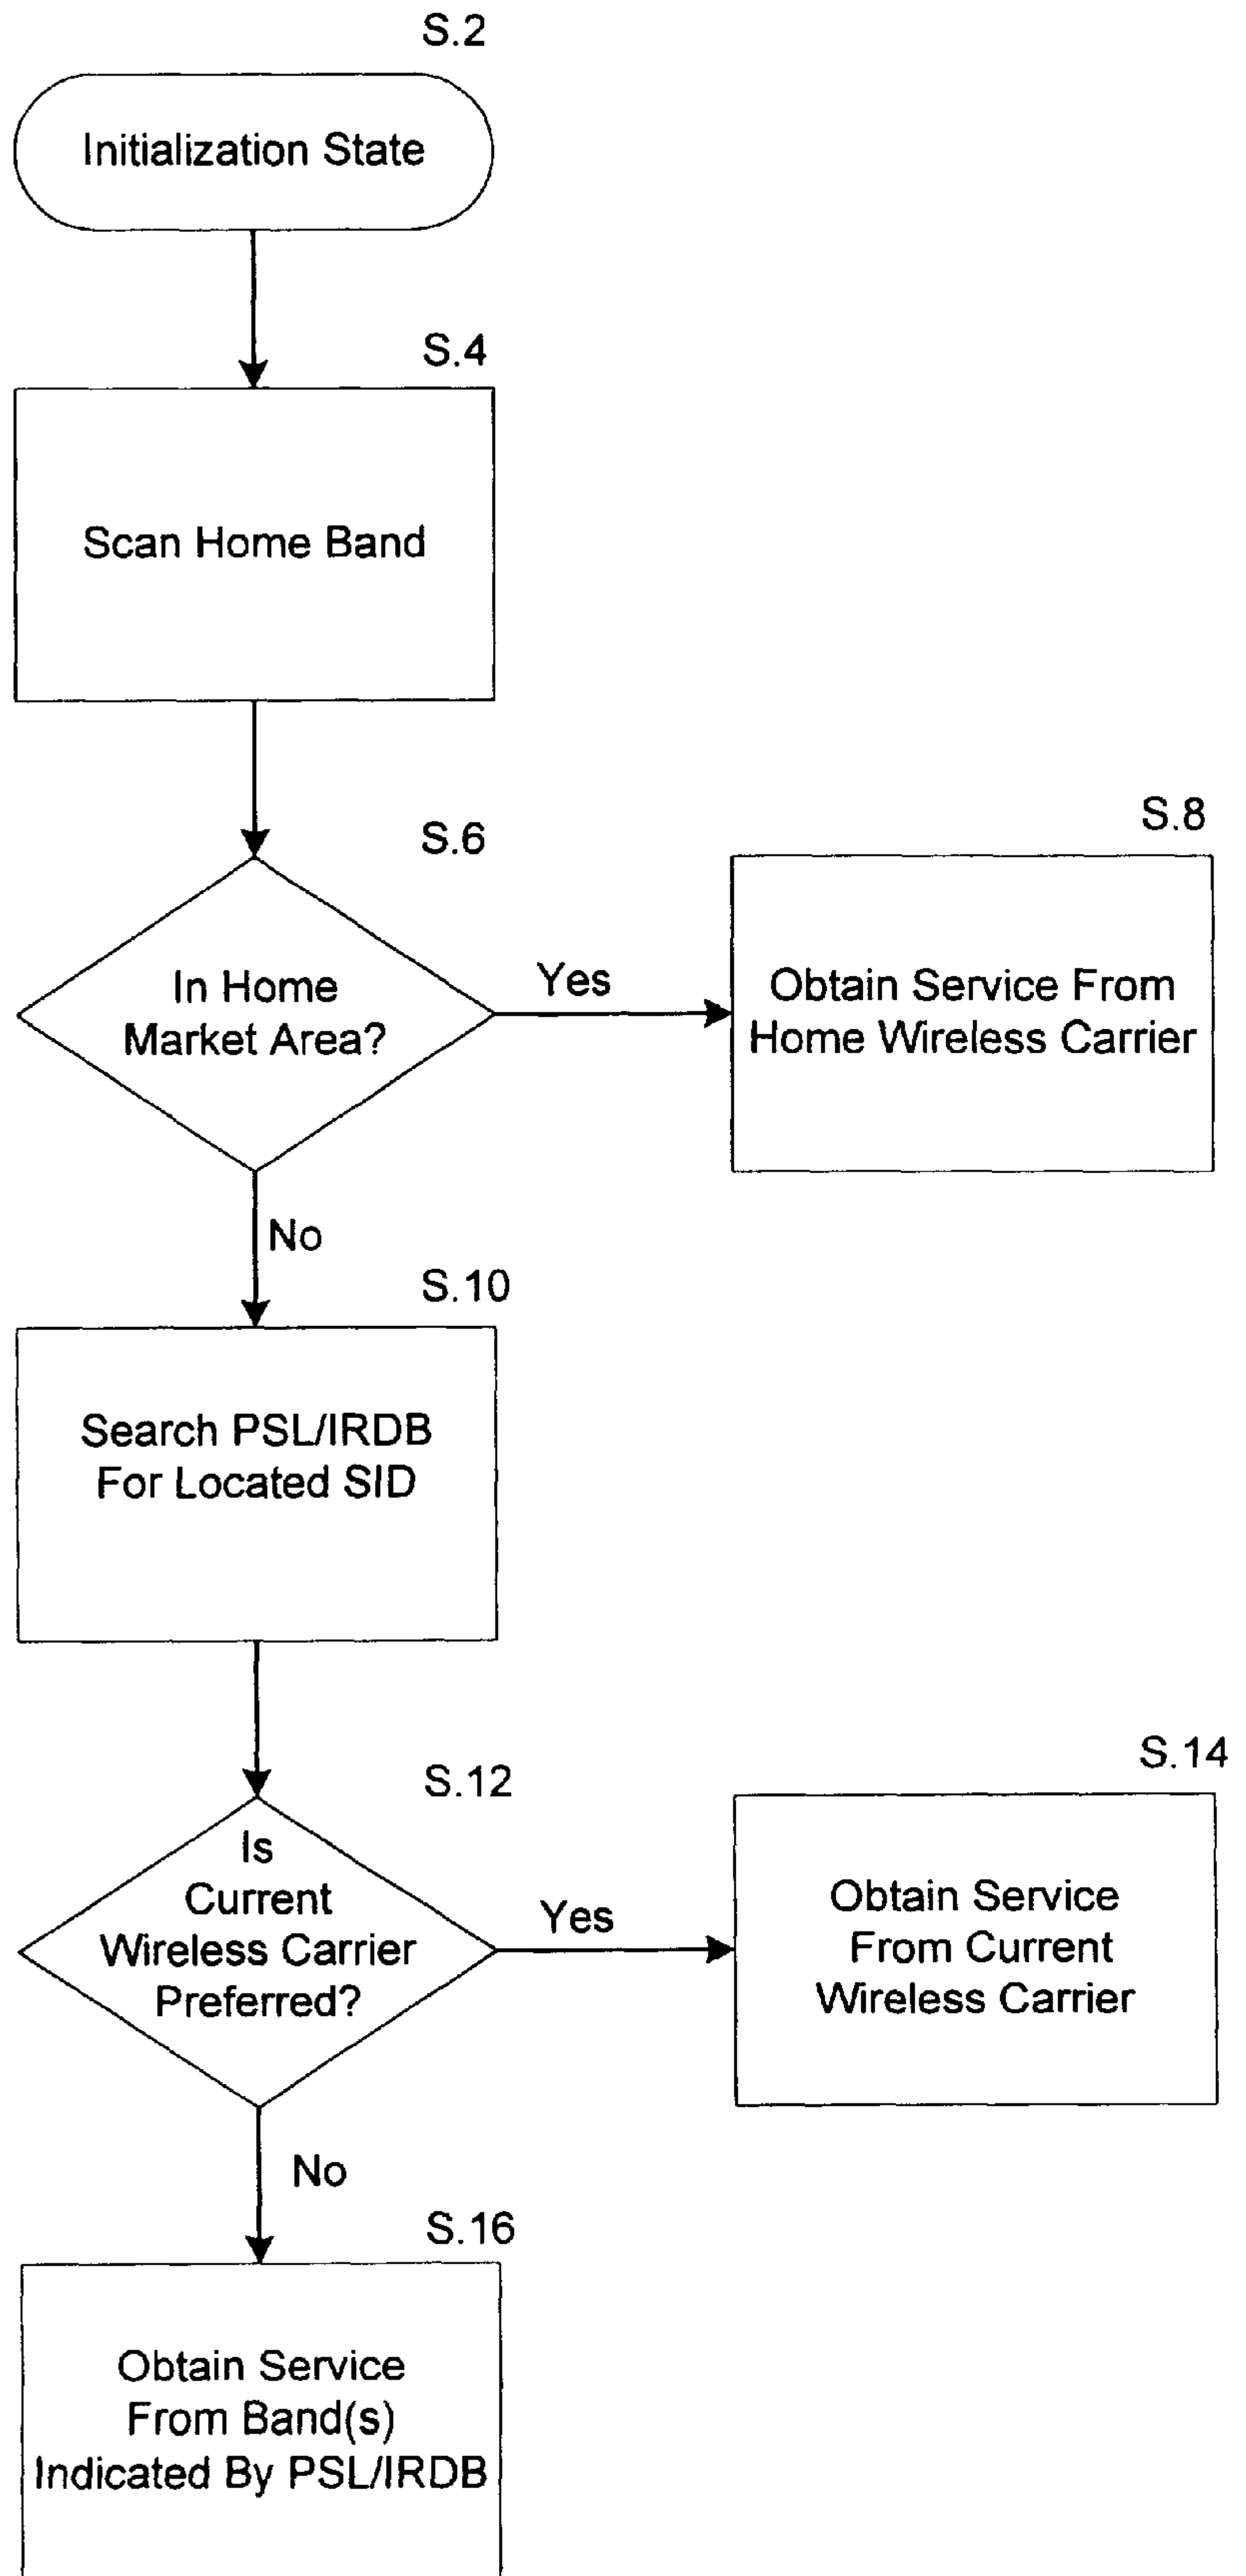 S.2
Initialization State
S.4
Scan Home Band
S.6
In Home
Market Area?
Yes
S.8
Obtain Service From
Home Wireless Carrier
No
S.10
Search PSL/IRDB
For Located SID
S.12
Is
Current
Wireless Carrier
Preferred?
Yes
S.14
Obtain Service
From Current
Wireless Carrier
No
S.16
Obtain Service
From Band(s)
Indicated By PSL/IRDB